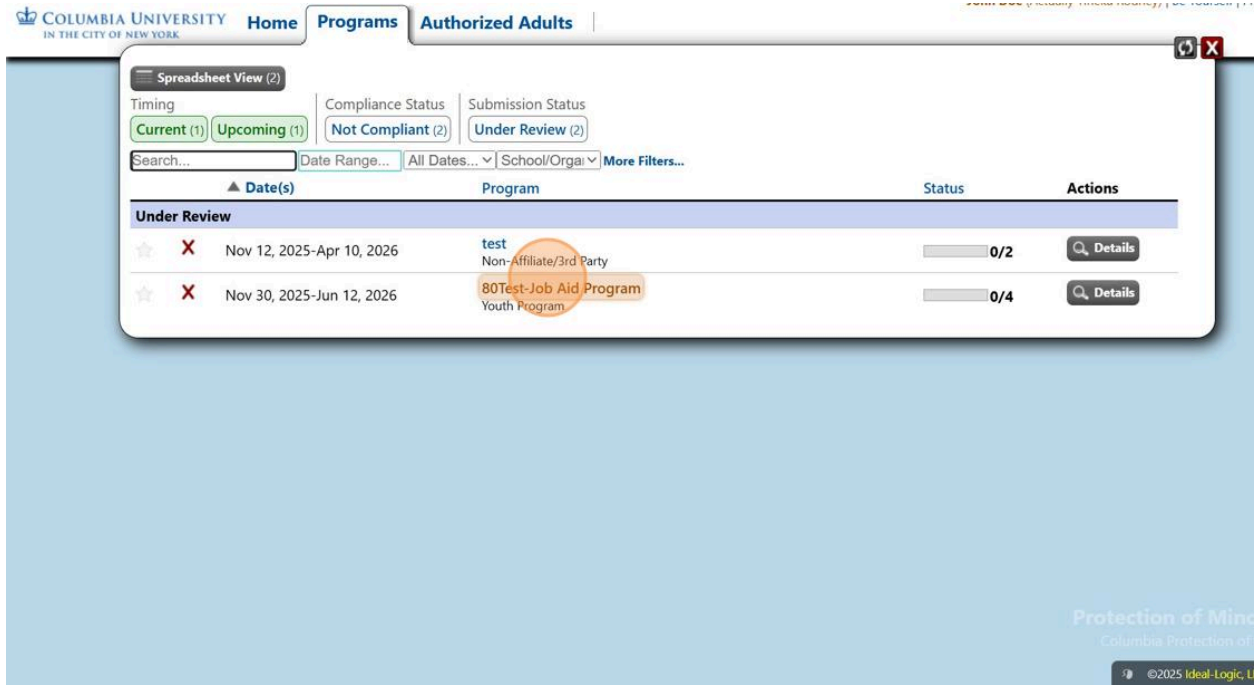 COLUMBIA UNIVERSITY
IN THE CITY OF NEW YORK
Home Programs Authorized Adults
Spreadsheet View (2)
Timing Compliance Status Submission Status
Current (1) Upcoming (1) Not Compliant (2) Under Review (2)
Search... Date Range... All Dates... School/Orga More Filters...
Date(s) Program Status Actions
Under Review
X Nov 12, 2025-Apr 10, 2026 test 0/2 Details
Non-Affiliate/3rd Party
X Nov 30, 2025-Jun 12, 2026 80Test-Job Aid Program 0/4 Details
Youth Program
Protection of Mino
Columbia Protection of
©2025 Ideal-Logic, L